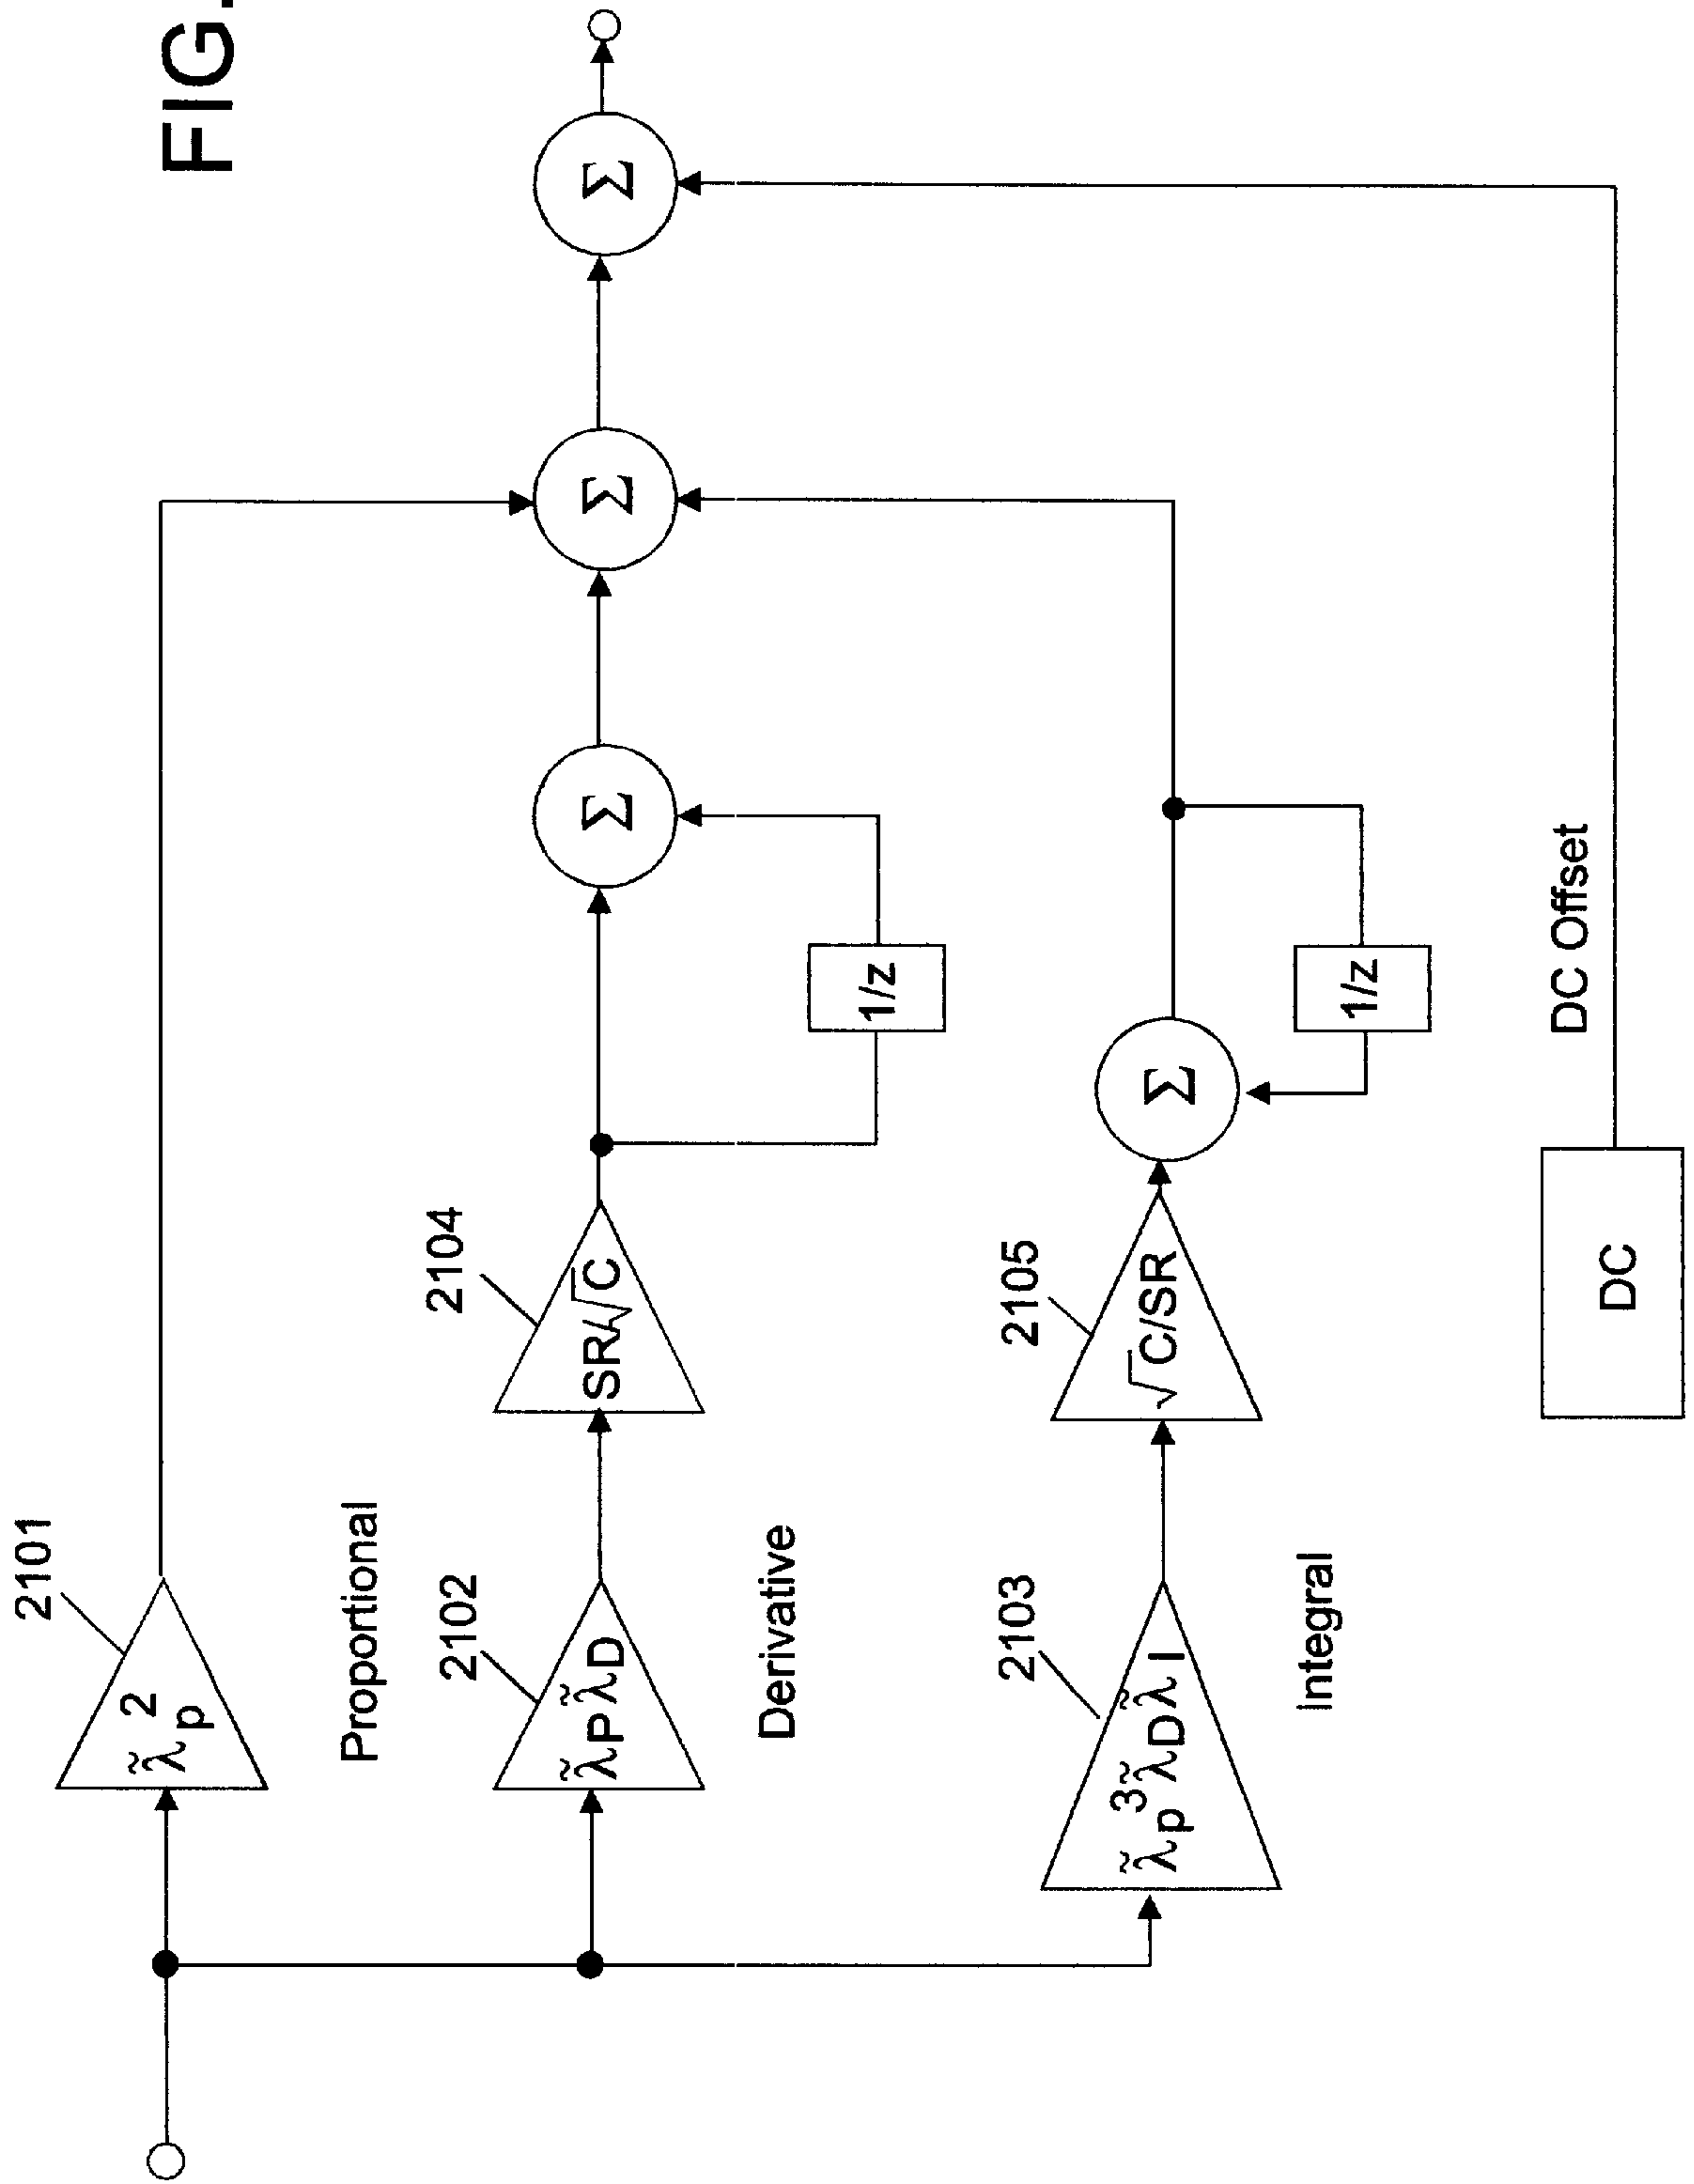 FIG.
2101
λ̃p²
Proportional
2102
λ̃Pλ̃D
Derivative
2104
SR/√C
Σ
Σ
Σ
1/z
2103
λ̃p³λ̃Dλ̃I
Integral
2105
√C/SR
Σ
1/z
DC Offset
DC